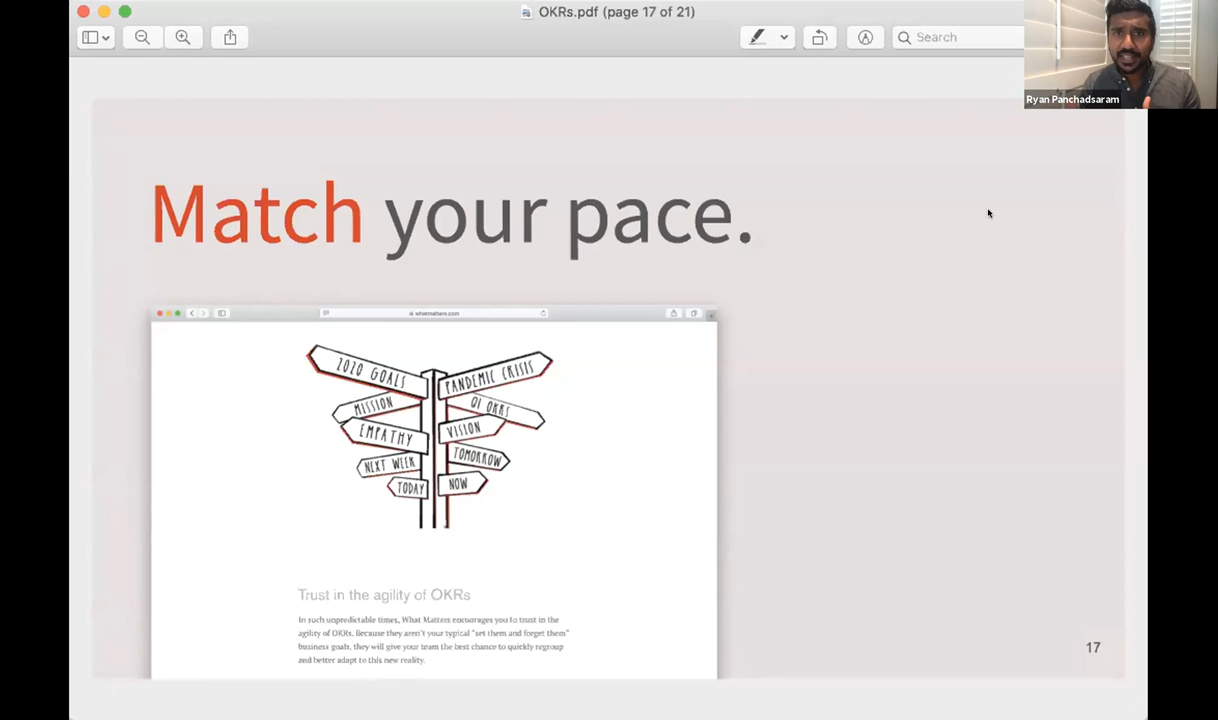 OKRs.pdf (page 17 of 21)
Search
Ryan Panchadsaram
Match your pace.
whatmatters.com
2020 GOALS
PANDEMIC CRISIS
MISSION
Q1 OKRS
EMPATHY
VISION
NEXT WEEK
TOMORROW
TODAY
NOW
Trust in the agility of OKRs
In such unpredictable times, What Matters encourages you to trust in the
agility of OKRs. Because they aren't your typical "set them and forget them"
business goals, they will give your team the best chance to quickly regroup
and better adapt to this new reality.
17